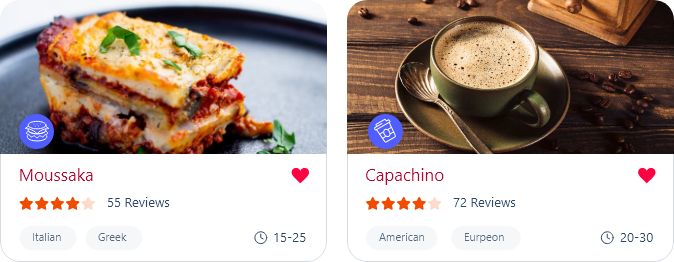 Moussaka
55 Reviews
Italian Greek
15-25
Capachino
72 Reviews
American Eurpeon
20-30